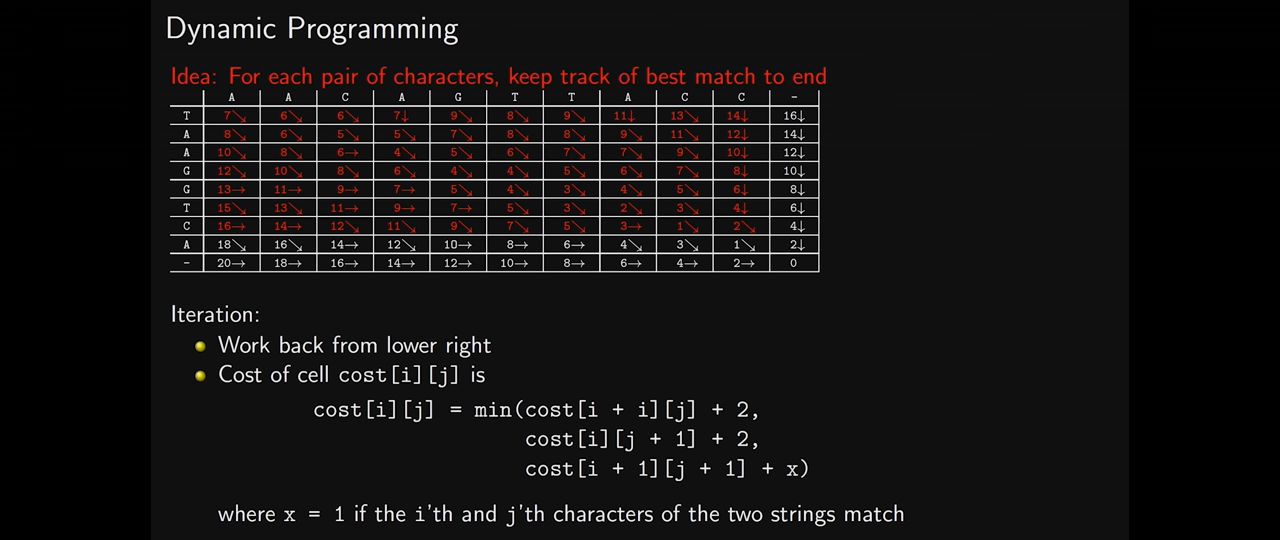 Dynamic Programming
Idea: For each pair of characters, keep track of best match to end
A A C A G T T A C C -
T 7↘ 6↘ 6↘ 7↓ 9↘ 8↘ 9↘ 11↓ 13↘ 14↓ 16↓
A 8↘ 6↘ 5↘ 5↘ 7↘ 8↘ 8↘ 9↘ 11↘ 12↓ 14↓
A 10↘ 8↘ 6→ 4↘ 5↘ 6↘ 7↘ 7↘ 9↘ 10↓ 12↓
G 12↘ 10↘ 8↘ 6↘ 4↘ 4↘ 5↘ 6↘ 7↘ 8↓ 10↓
G 13→ 11→ 9→ 7→ 5↘ 4↘ 3↘ 4↘ 5↘ 6↓ 8↓
T 15↘ 13↘ 11→ 9→ 7→ 5↘ 3↘ 2↘ 3↘ 4↓ 6↓
C 16→ 14→ 12↘ 11↘ 9↘ 7↘ 5↘ 3→ 1↘ 2↘ 4↓
A 18↘ 16↘ 14→ 12↘ 10→ 8→ 6→ 4↘ 3↘ 1↘ 2↓
- 20→ 18→ 16→ 14→ 12→ 10→ 8→ 6→ 4→ 2→ 0
Iteration:
Work back from lower right
Cost of cell cost[i][j] is
cost[i][j] = min(cost[i + i][j] + 2,
cost[i][j + 1] + 2,
cost[i + 1][j + 1] + x)
where x = 1 if the i'th and j'th characters of the two strings match